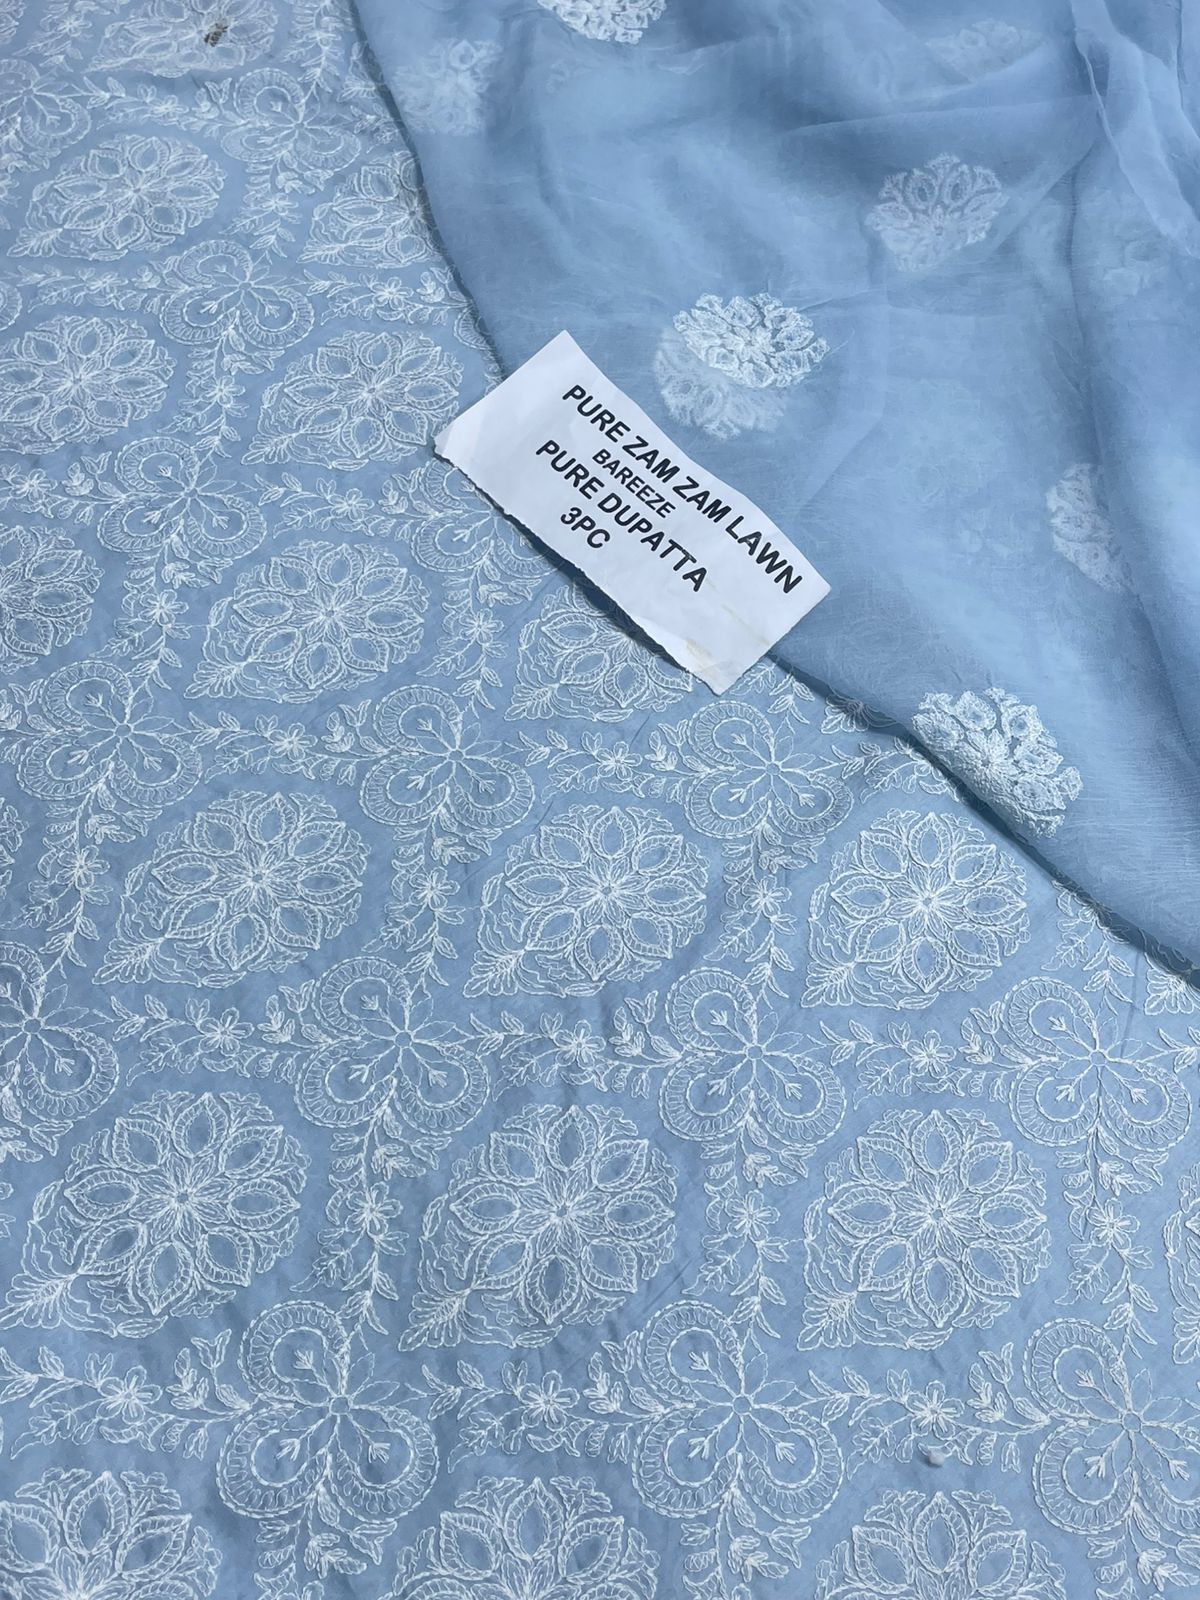 PURE ZAM ZAM LAWN
BAREEZE
PURE DUPATTA
3PC